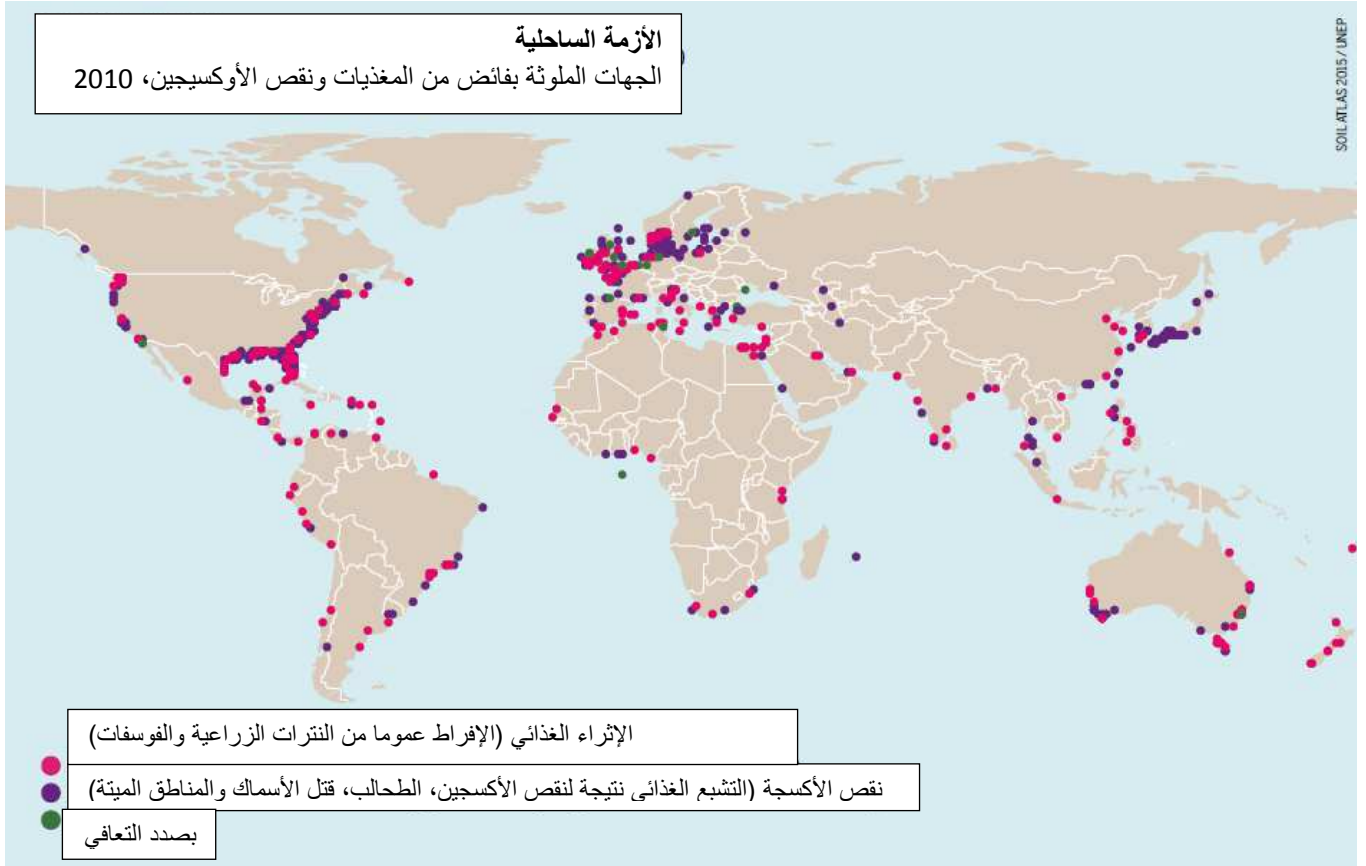 الأزمة الساحلية
الجهات الملوثة بفائض من المغذيات ونقص الأوكسيجين، 2010
SOIL ATLAS 2015 / UNEP
الإثراء الغذائي (الإفراط عموما من النترات الزراعية والفوسفات)
نقص الأكسجة (التشبع الغذائي نتيجة لنقص الأكسجين، الطحالب، قتل الأسماك والمناطق الميتة)
بصدد التعافي